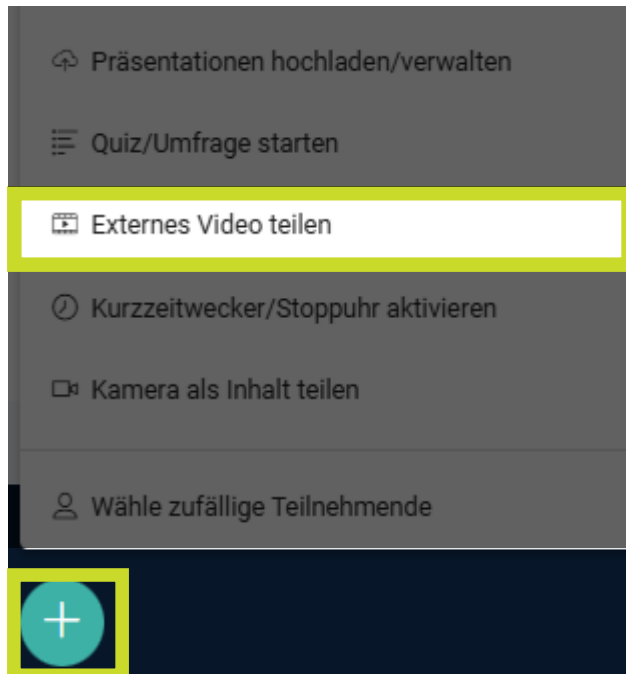 Präsentationen hochladen/verwalten
Quiz/Umfrage starten
Externes Video teilen
Kurzzeitwecker/Stoppuhr aktivieren
Kamera als Inhalt teilen
Wähle zufällige Teilnehmende